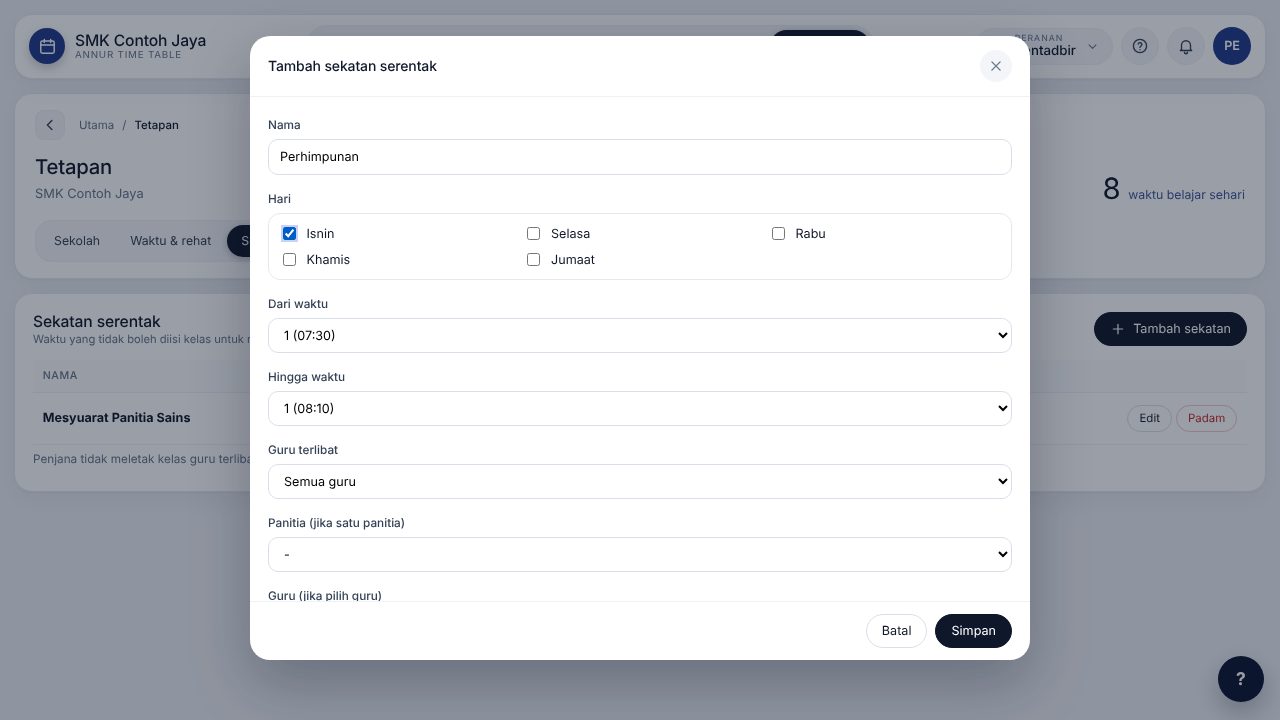 SMK Contoh Jaya
ANNUR TIME TABLE
PERANAN
ntadbir
PE
Utama / Tetapan
Tetapan
SMK Contoh Jaya
8 waktu belajar sehari
Sekolah
Waktu & rehat
S
Sekatan serentak
Waktu yang tidak boleh diisi kelas untuk
+ Tambah sekatan
NAMA
Mesyuarat Panitia Sains
Edit
Padam
Penjana tidak meletak kelas guru terliba
Tambah sekatan serentak
Nama
Perhimpunan
Hari
Isnin
Selasa
Rabu
Khamis
Jumaat
Dari waktu
1 (07:30)
Hingga waktu
1 (08:10)
Guru terlibat
Semua guru
Panitia (jika satu panitia)
-
Guru (jika pilih guru)
Batal
Simpan
?